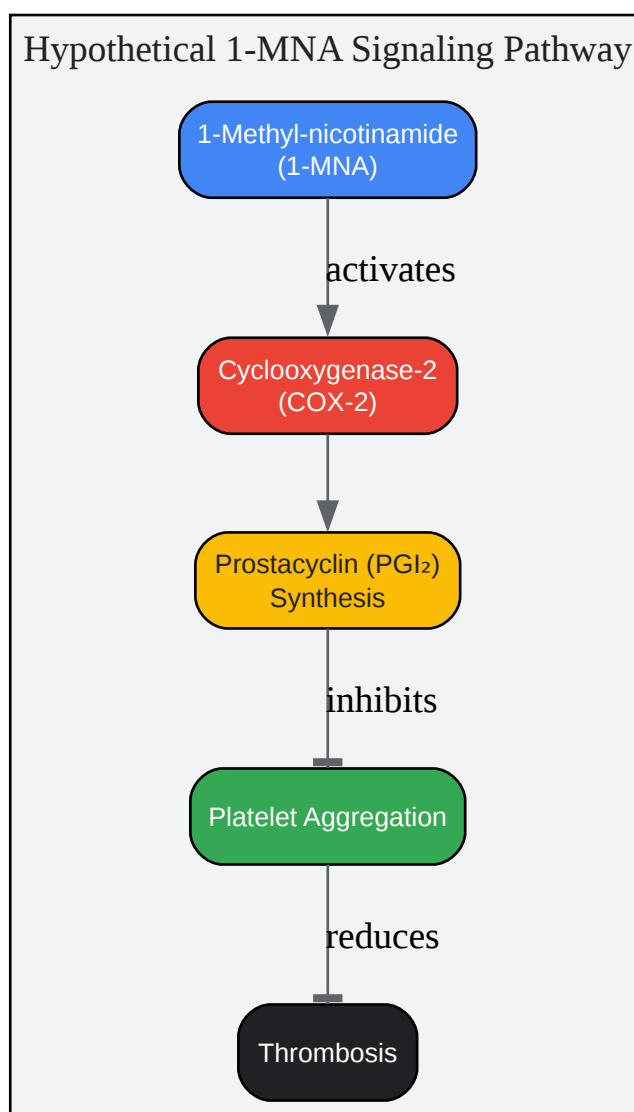 Hypothetical 1-MNA Signaling Pathway
1-Methyl-nicotinamide
(1-MNA)
activates
Cyclooxygenase-2
(COX-2)
Prostacyclin (PGI₂)
Synthesis
inhibits
Platelet Aggregation
reduces
Thrombosis